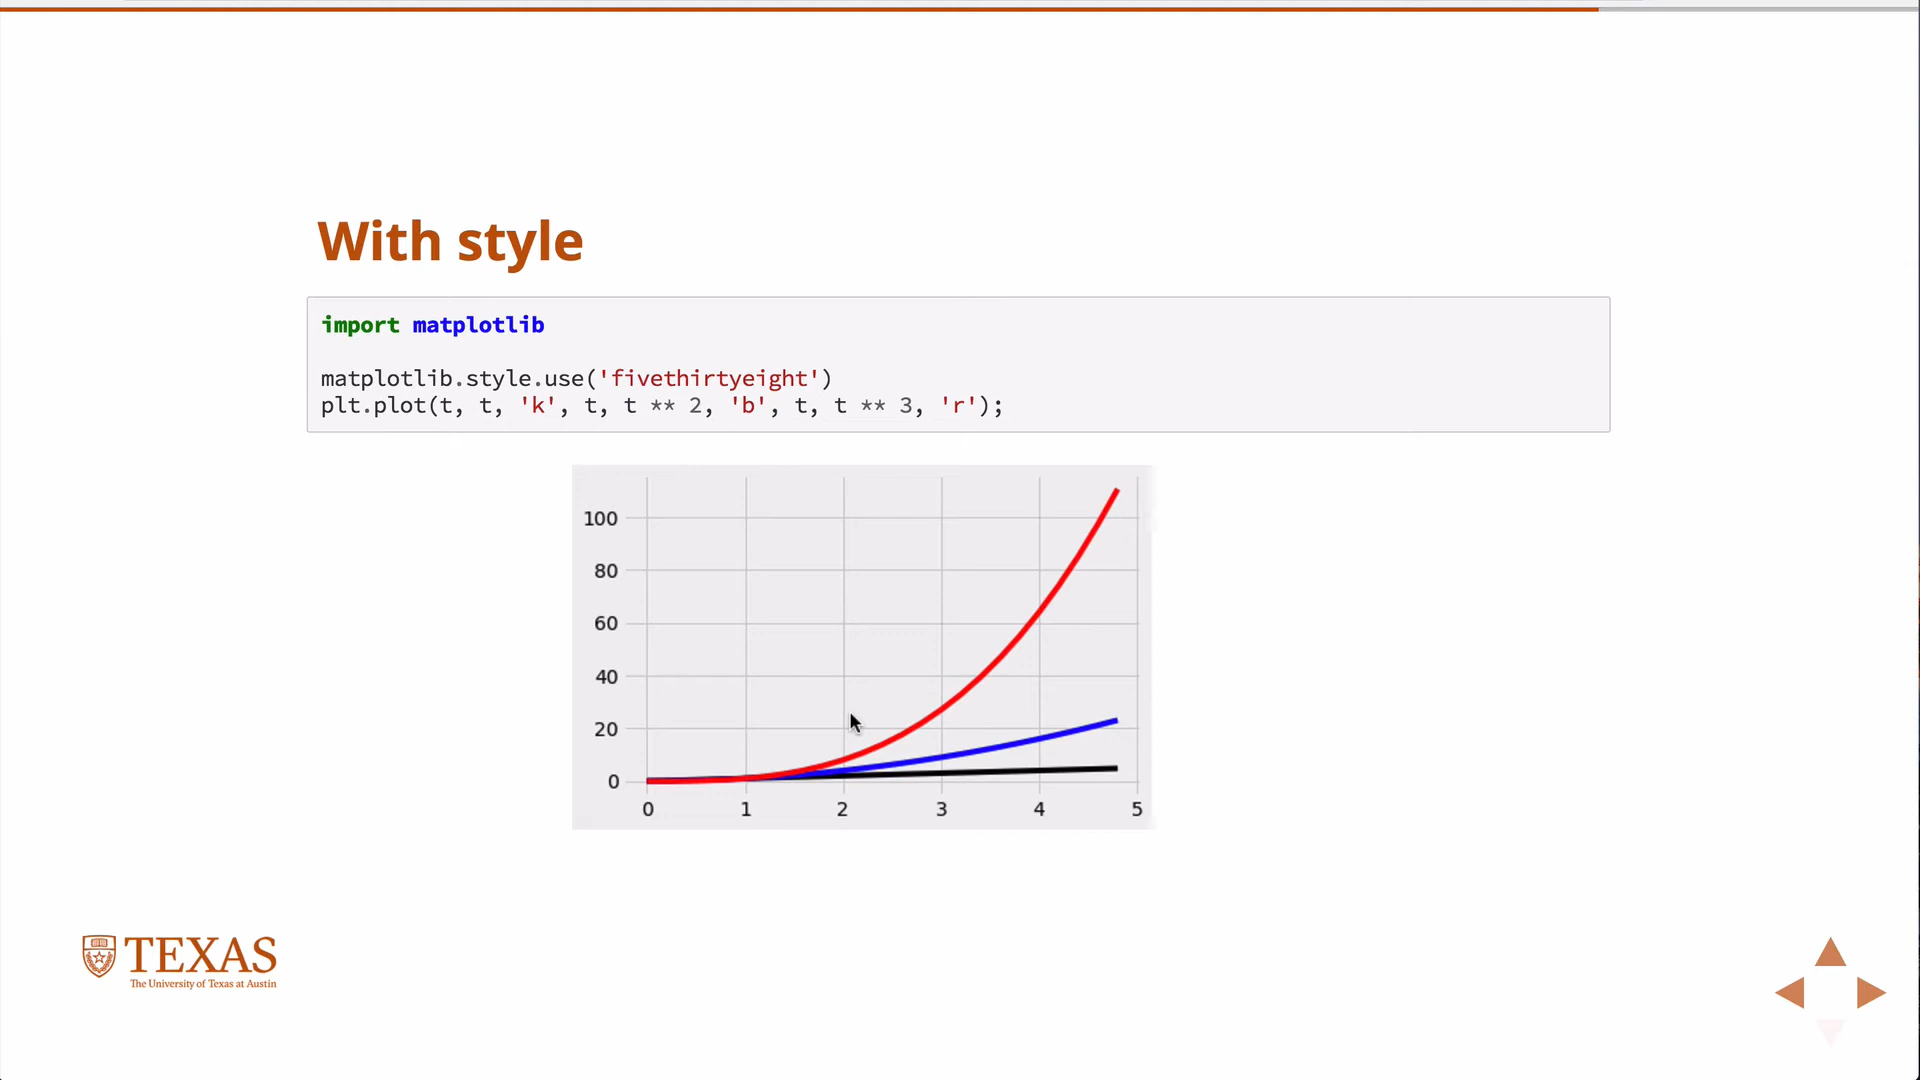 With style
import matplotlib
matplotlib.style.use('fivethirtyeight')
plt.plot(t, t, 'k', t, t ** 2, 'b', t, t ** 3, 'r');
100
80
60
40
20
0
0 1 2 3 4 5
TEXAS
The University of Texas at Austin